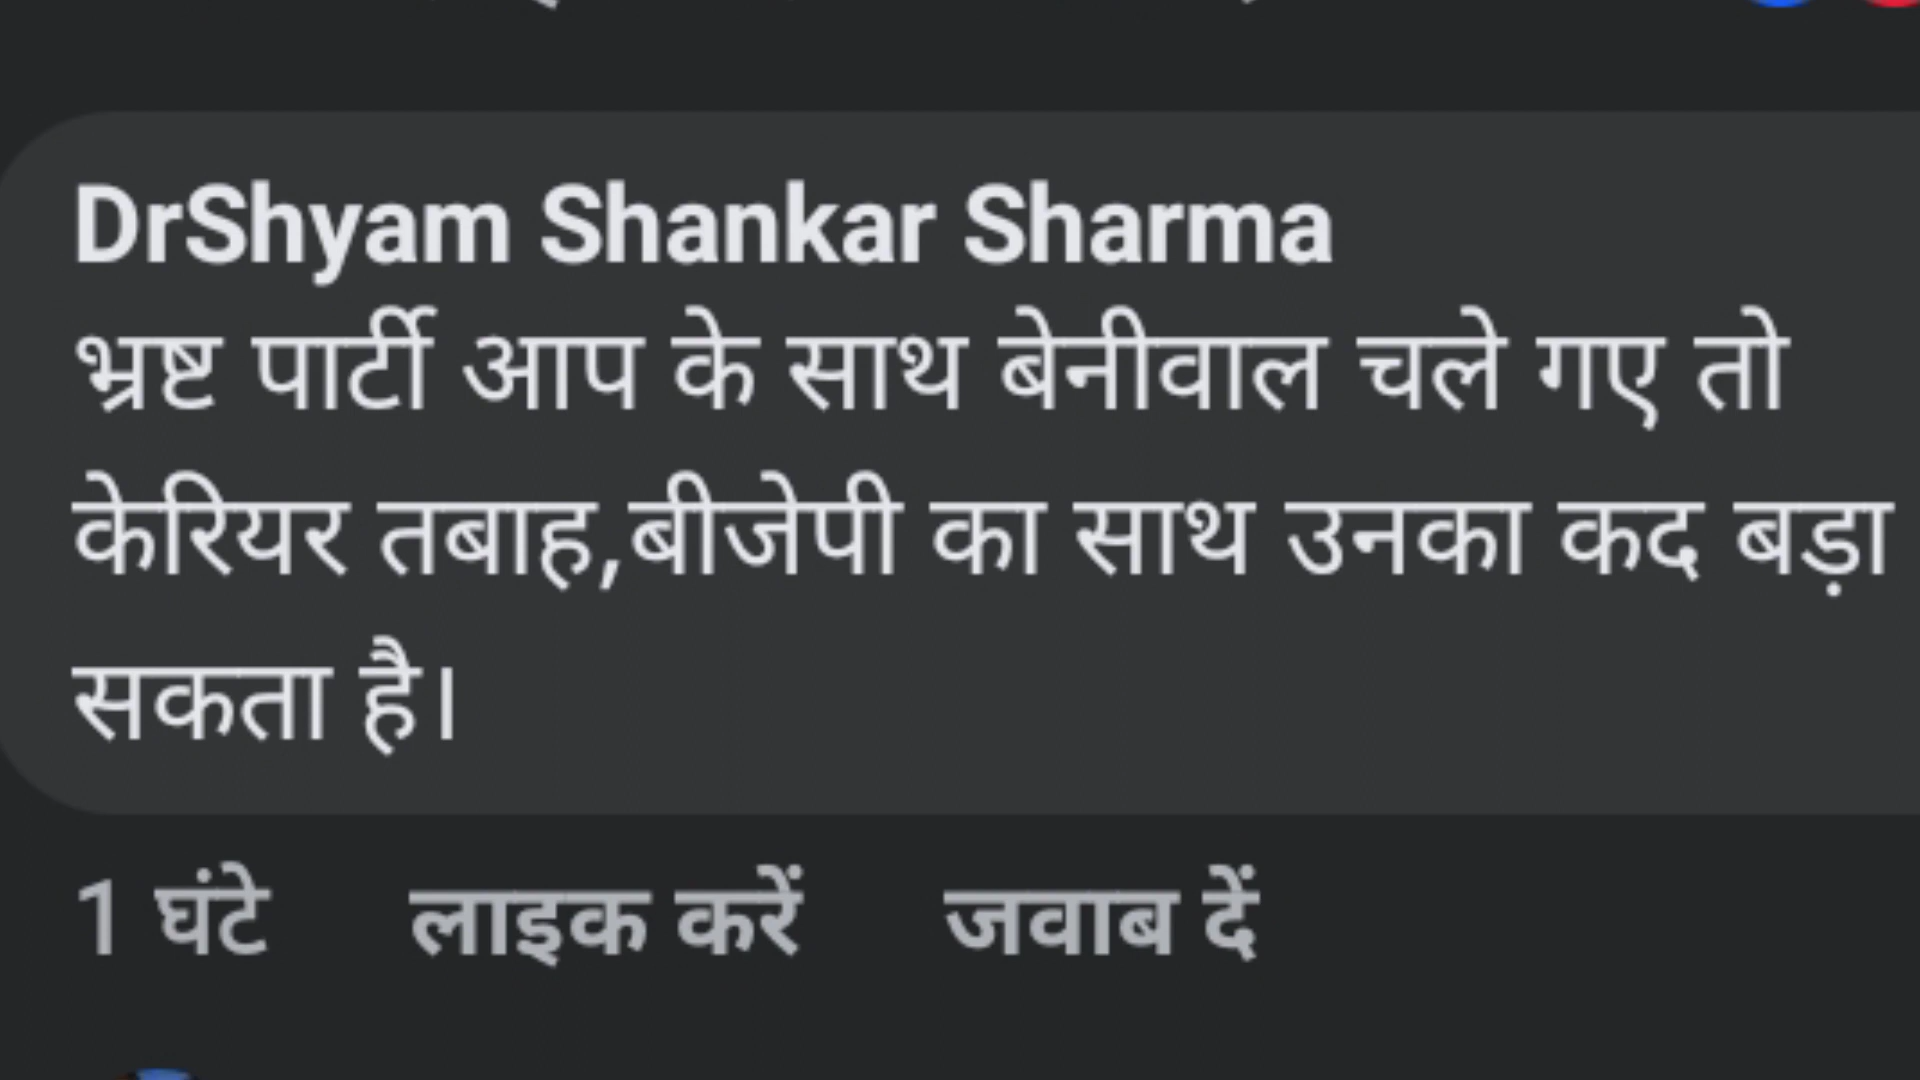 DrShyam Shankar Sharma
भ्रष्ट पार्टी आप के साथ बेनीवाल चले गए तो
केरियर तबाह,बीजेपी का साथ उनका कद बड़ा
सकता है।
1 घंटे लाइक करें जवाब दें